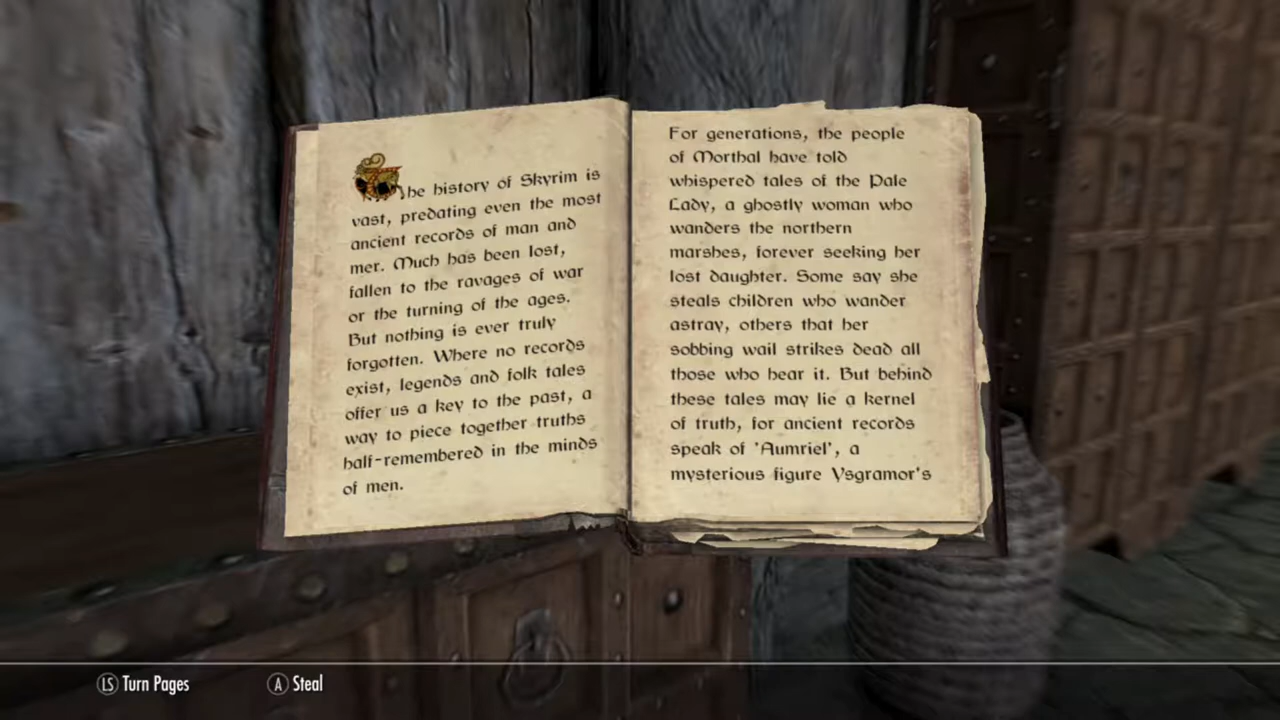 The history of Skyrim is
vast, predating even the most
ancient records of man and
mer. Much has been lost,
fallen to the ravages of war
or the turning of the ages.
But nothing is ever truly
forgotten. Where no records
exist, legends and folk tales
offer us a key to the past, a
way to piece together truths
half-remembered in the minds
of men.
For generations, the people
of Morthal have told
whispered tales of the Pale
Lady, a ghostly woman who
wanders the northern
marshes, forever seeking her
lost daughter. Some say she
steals children who wander
astray, others that her
sobbing wail strikes dead all
those who hear it. But behind
these tales may lie a kernel
of truth, for ancient records
speak of 'Aumriel', a
mysterious figure Ysgramor's
LS Turn Pages
A Steal